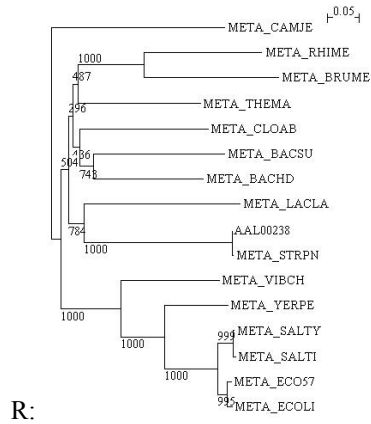 0.05
META_CAMJE
META_RHIME
1000
META_BRUME
487
META_THEMA
296
META_CLOAB
436
META_BACSU
504
743
META_BACHD
META_LACLA
784
AAL00238
1000
META_STRPN
META_VIBCH
META_YERPE
1000
META_SALTY
999
1000
META_SALTI
1000
META_ECO57
995
META_ECOLI
R: